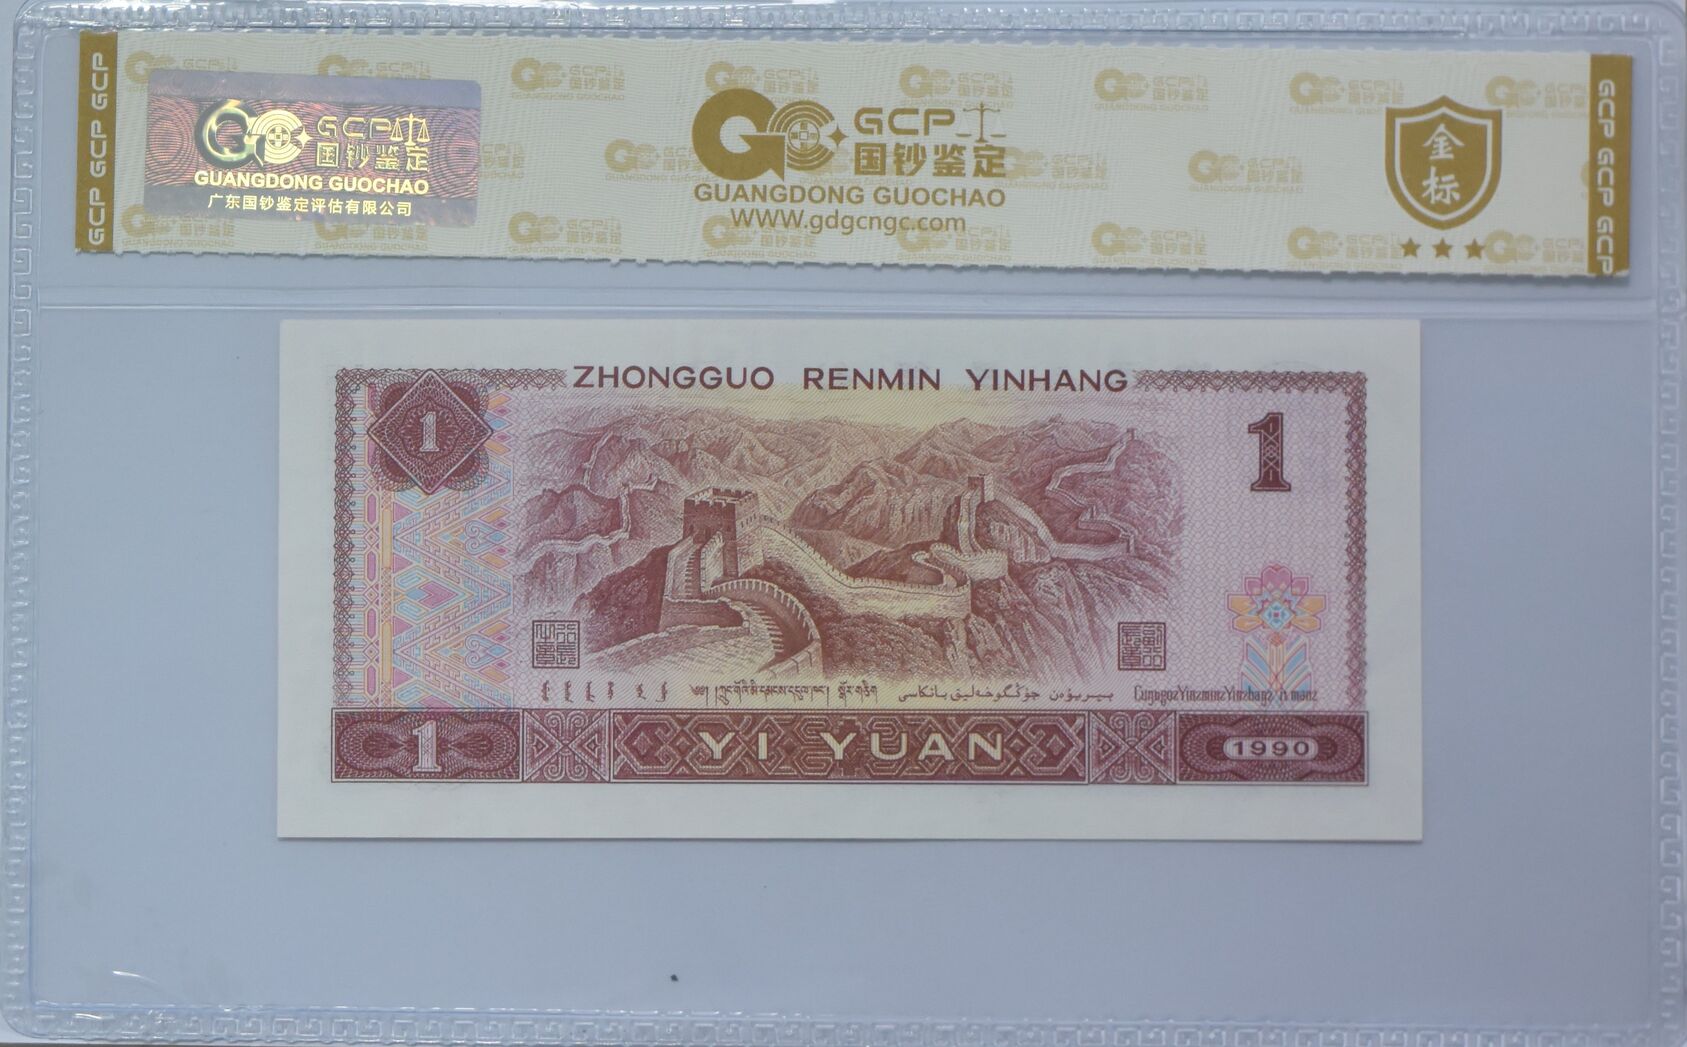 GCP GCP GCP
GCP
国钞鉴定
GUANGDONG GUOCHAO
广东国钞鉴定评估有限公司
GCP
国钞鉴定
GUANGDONG GUOCHAO
WWW.gdgcngc.com
金标
GCP GCP GCP
ZHONGGUO RENMIN YINHANG
1
1
1
YI YUAN
1990